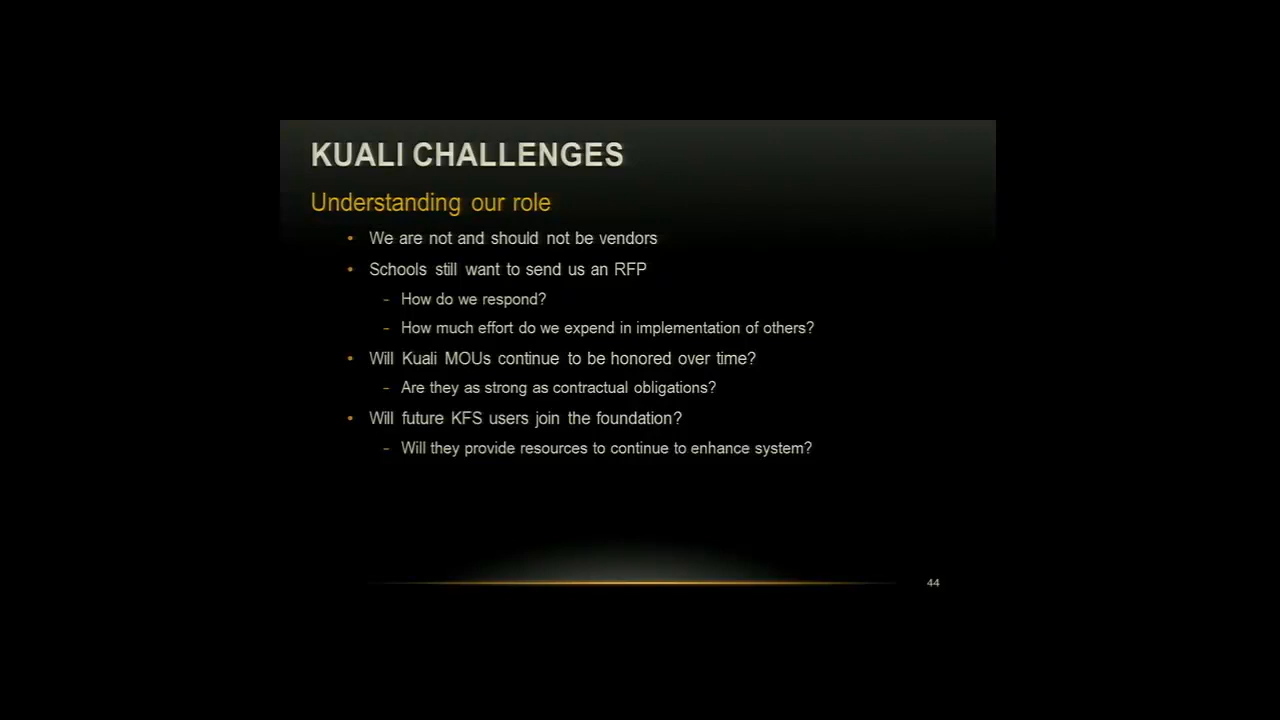 KUALI CHALLENGES
Understanding our role
• We are not and should not be vendors
• Schools still want to send us an RFP
- How do we respond?
- How much effort do we expend in implementation of others?
• Will Kuali MOUs continue to be honored over time?
- Are they as strong as contractual obligations?
• Will future KFS users join the foundation?
- Will they provide resources to continue to enhance system?
44